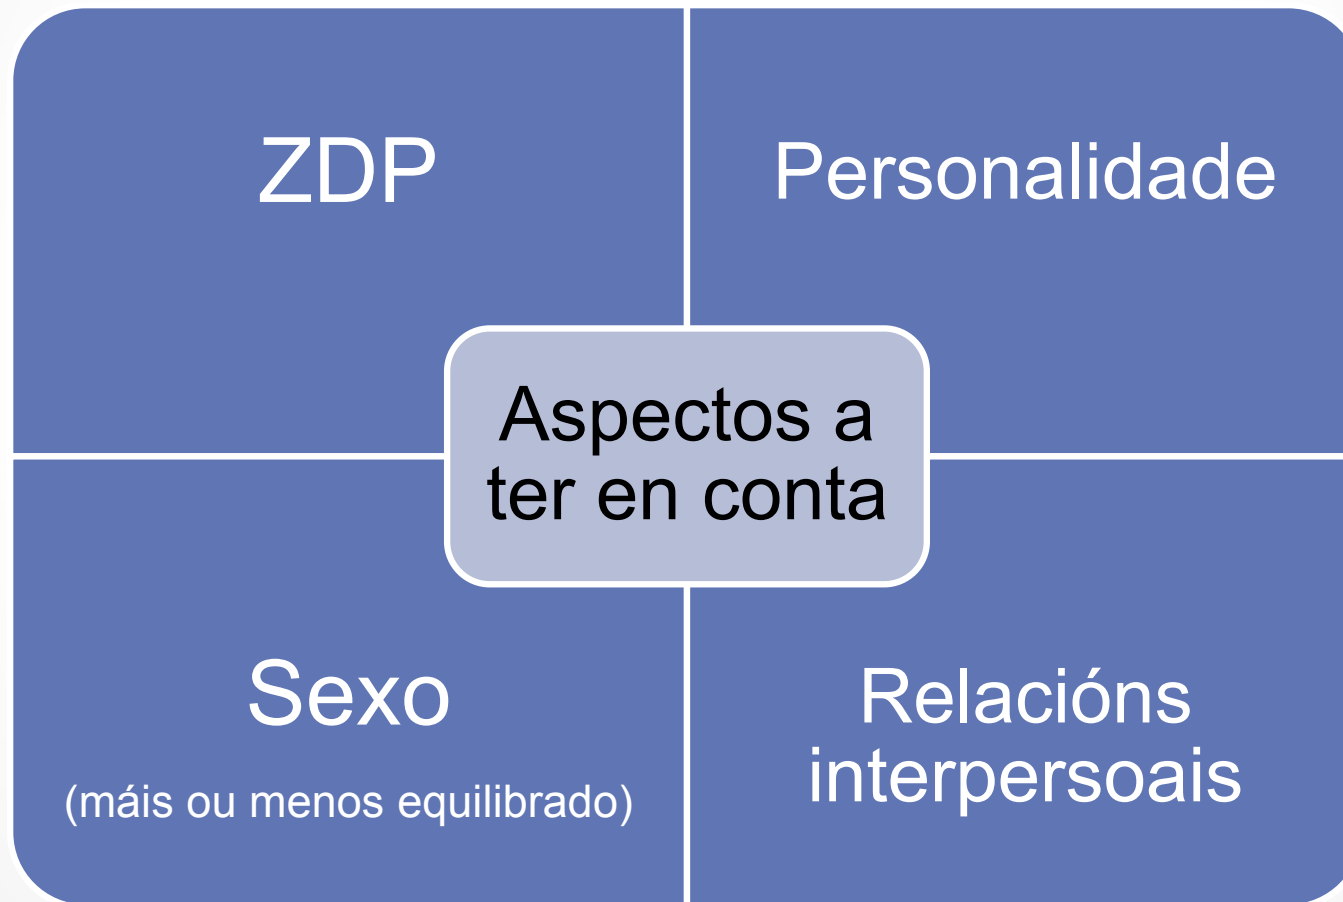 ZDP
Personalidade
Aspectos a
ter en conta
Sexo
(máis ou menos equilibrado)
Relacións
interpersoais